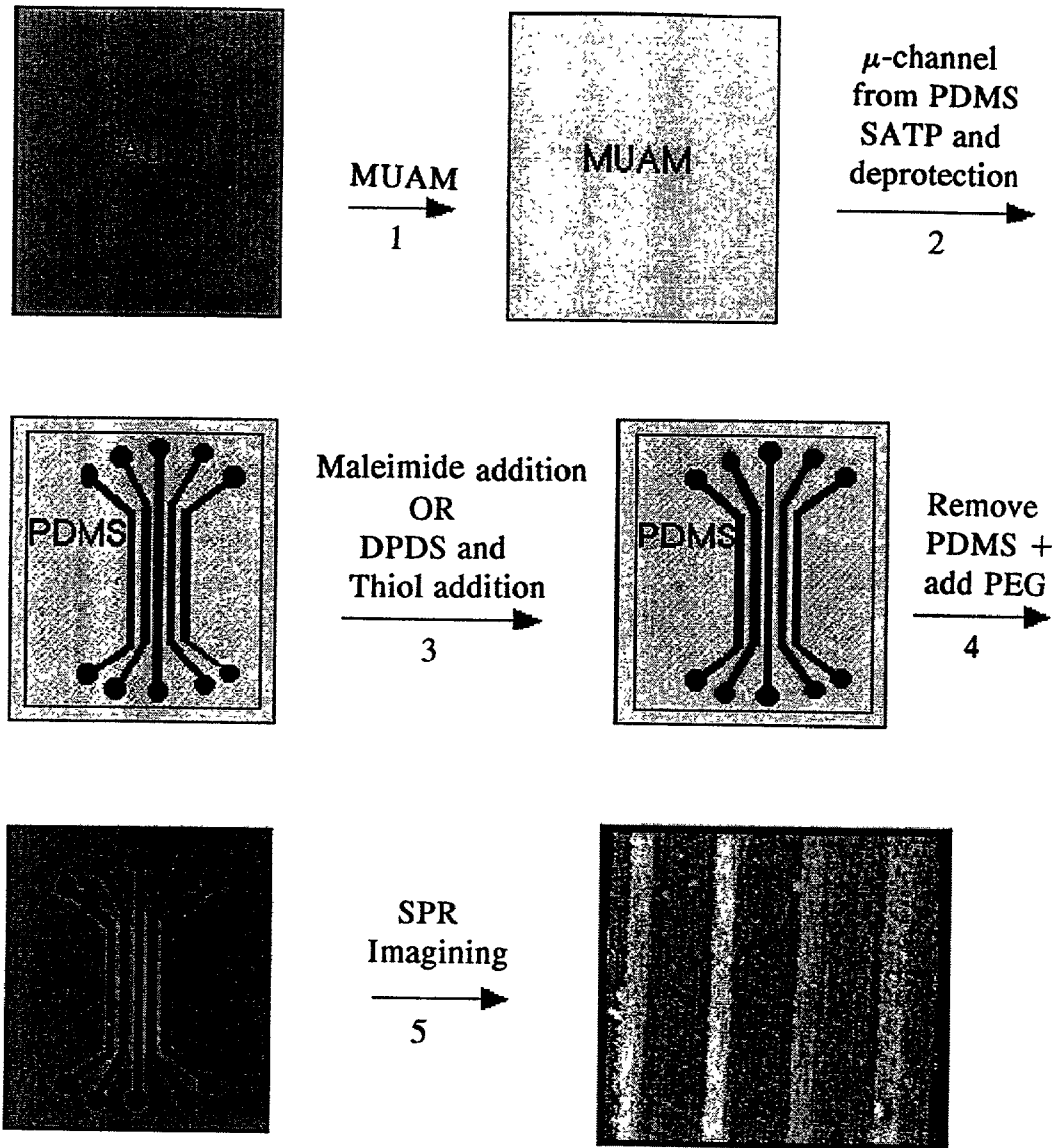 MUAM
1
MUAM
μ-channel
from PDMS
SATP and
deprotection
2
PDMS
Maleimide addition
OR
DPDS and
Thiol addition
3
PDMS
Remove
PDMS +
add PEG
4
SPR
Imagining
5